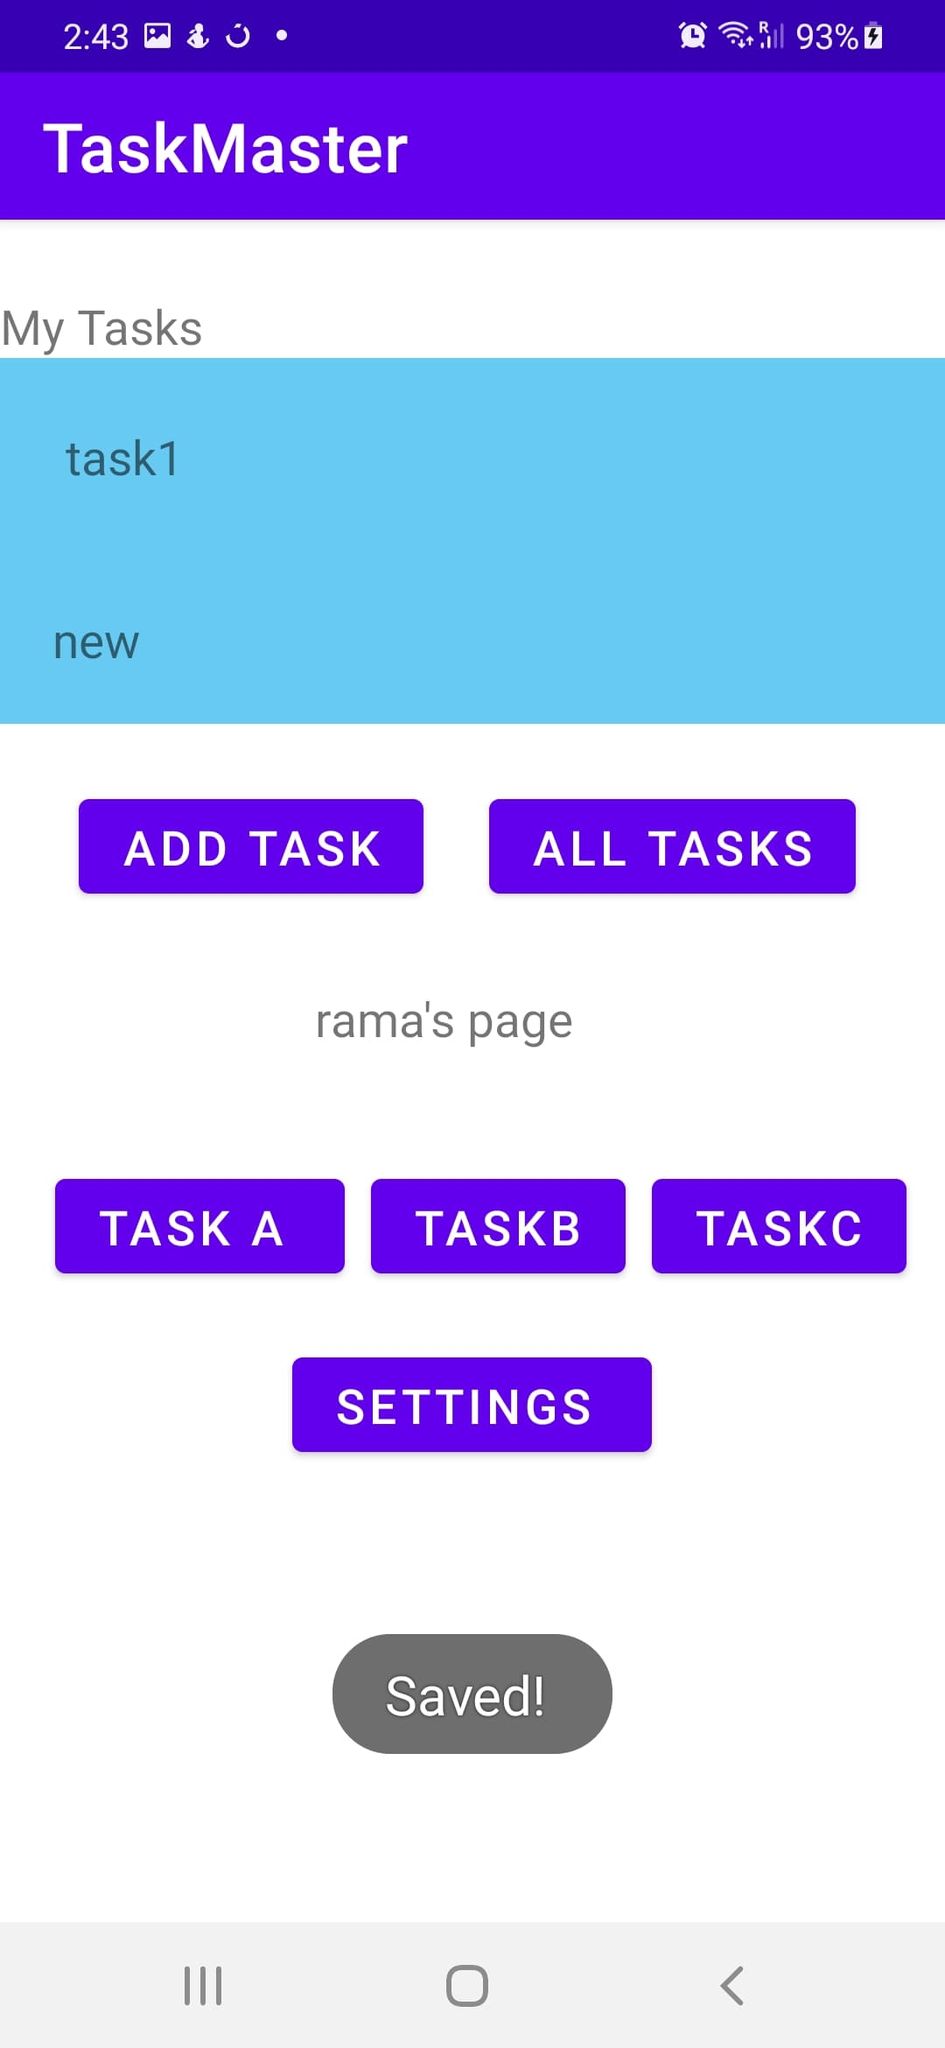 2:43 R 93%
TaskMaster
My Tasks
task1
new
ADD TASK ALL TASKS
rama's page
TASK A TASKB TASKC
SETTINGS
Saved!